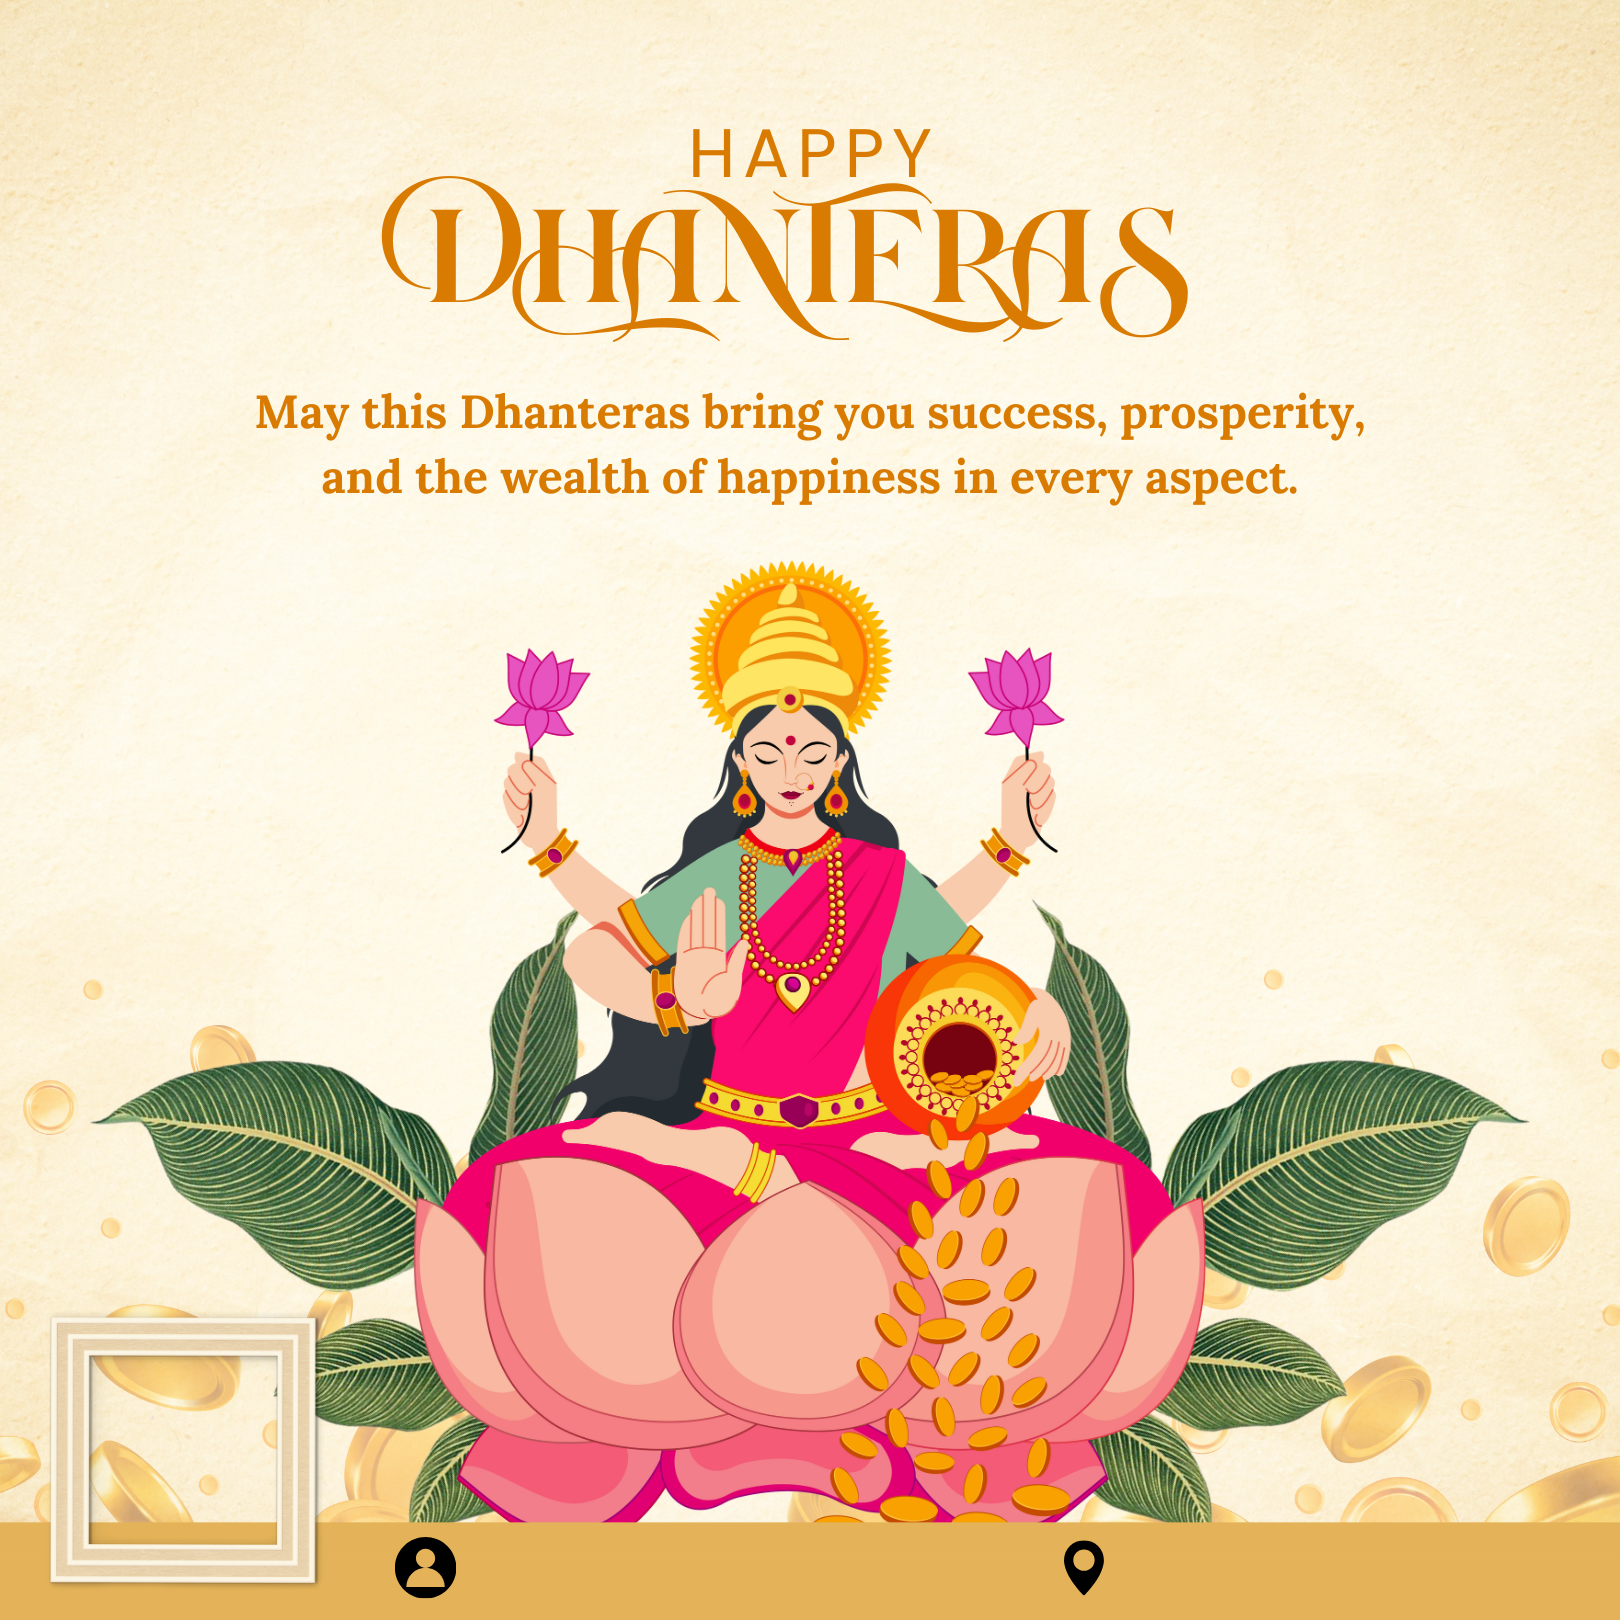 HAPPY
DHANTERAS
May this Dhanteras bring you success, prosperity,
and the wealth of happiness in every aspect.